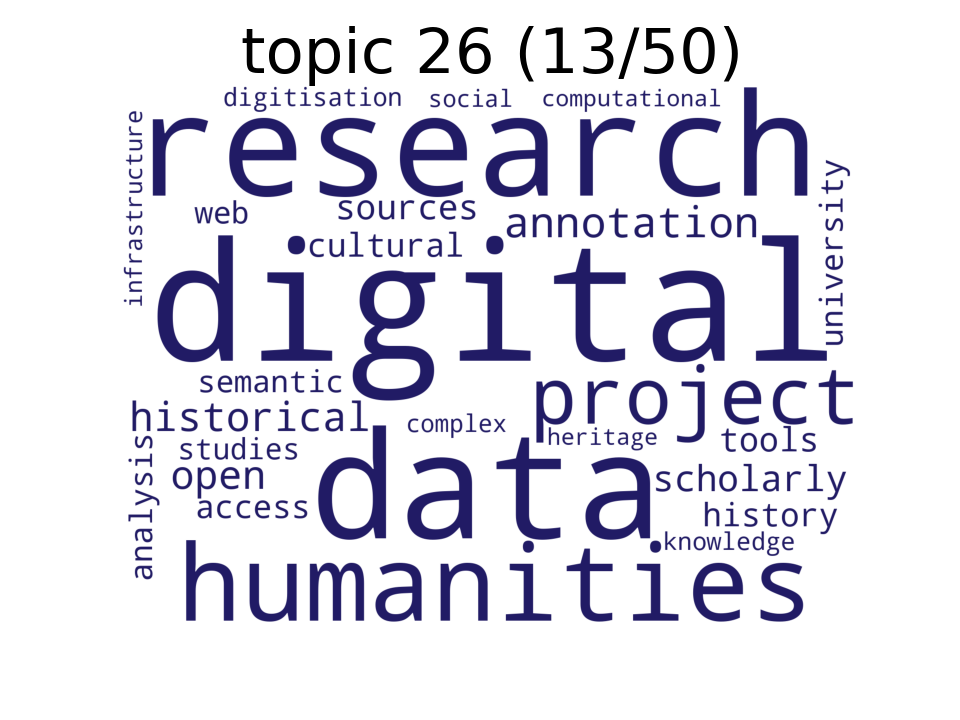 topic 26 (13/50)
digitisation social computational
infrastructure
research
university
web sources annotation
cultural
digital
semantic project
historical complex
studies heritage tools
analysis
open data scholarly
access history
knowledge
humanities